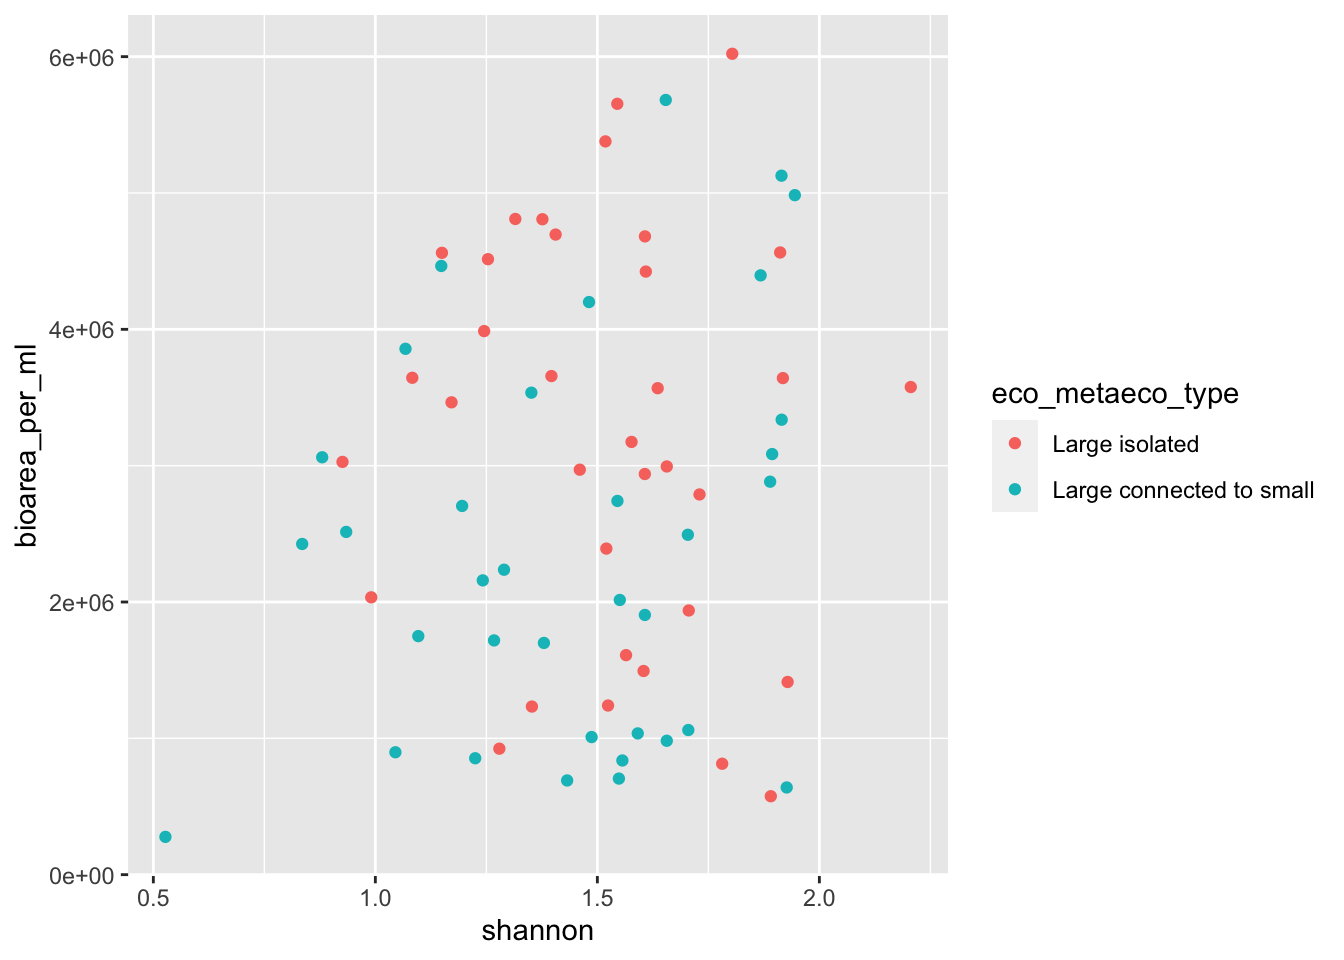 6e+06
4e+06
2e+06
0e+00
bioarea_per_ml
0.5 1.0 1.5 2.0
shannon
eco_metaeco_type
Large isolated
Large connected to small